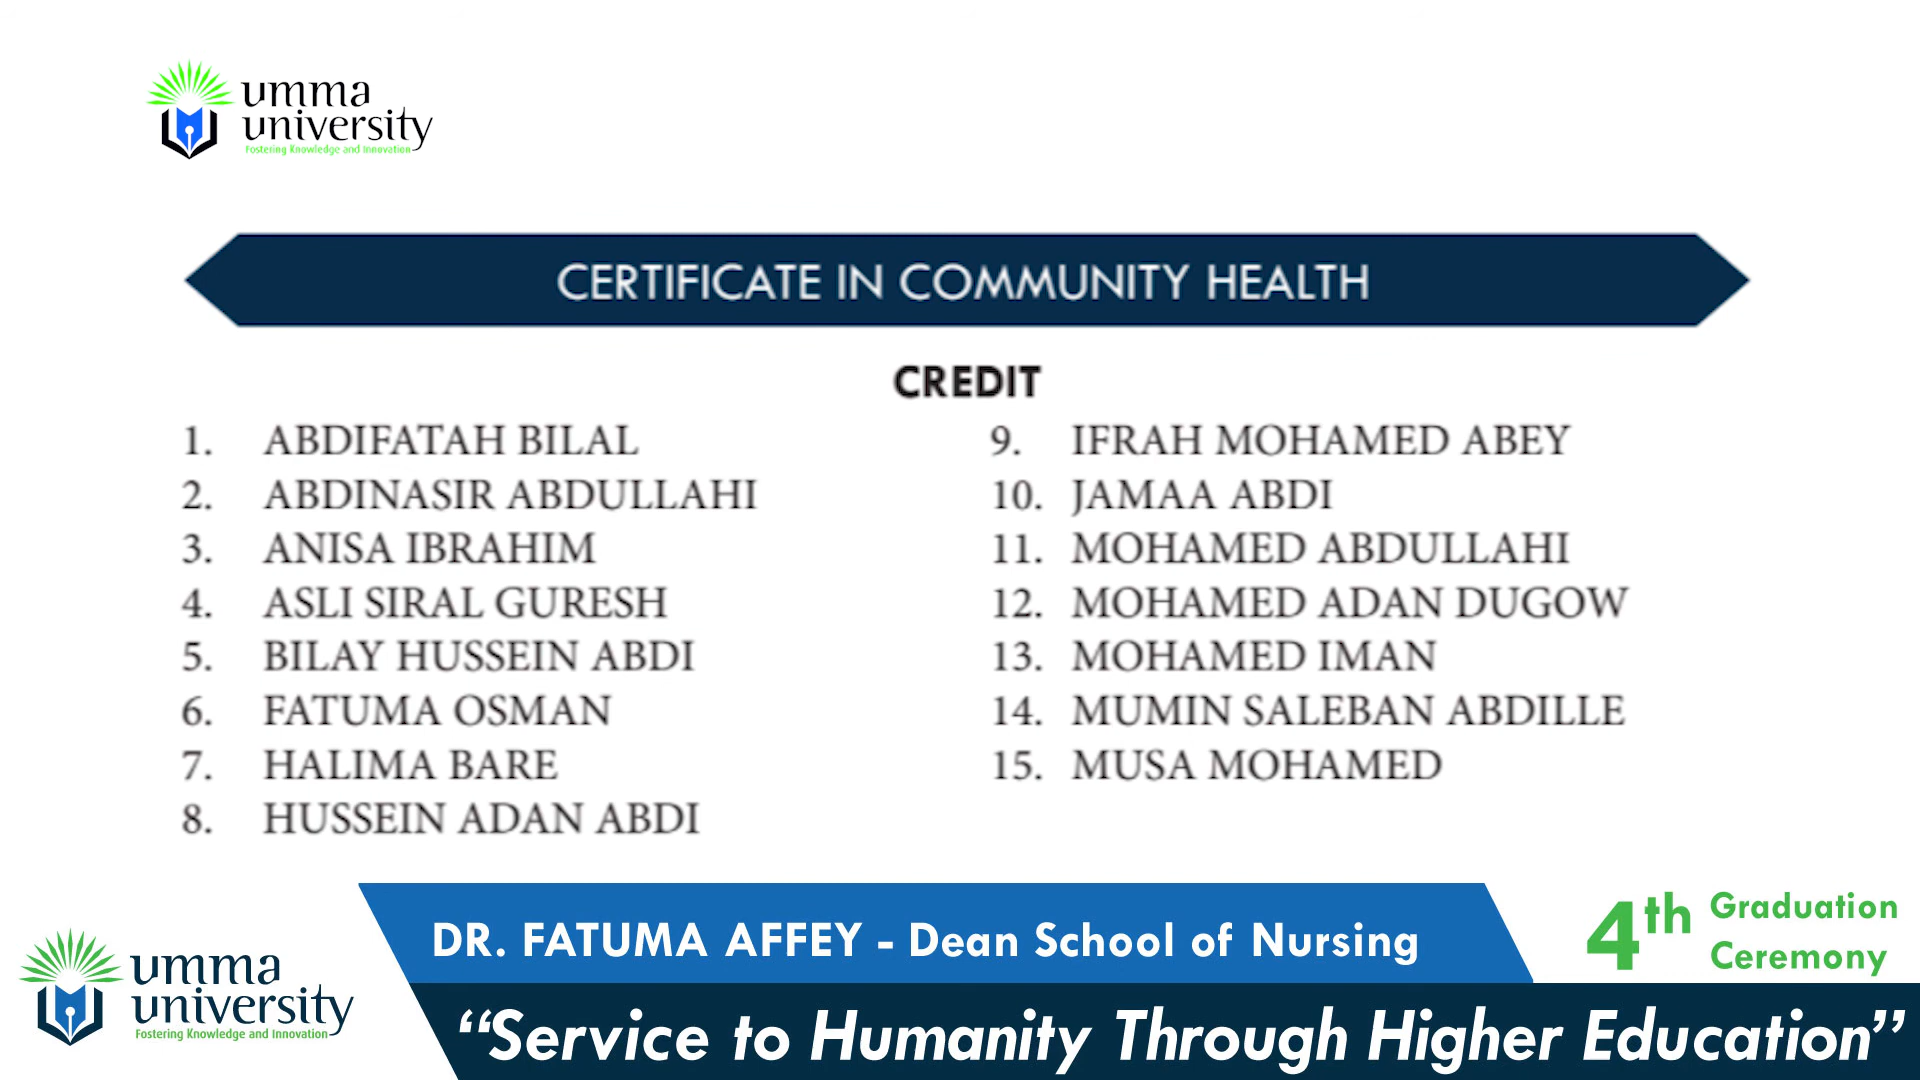 umma
university
Fostering Knowledge and Innovation
CERTIFICATE IN COMMUNITY HEALTH
CREDIT
1. ABDIFATAH BILAL
2. ABDINASIR ABDULLAHI
3. ANISA IBRAHIM
4. ASLI SIRAL GURESH
5. BILAY HUSSEIN ABDI
6. FATUMA OSMAN
7. HALIMA BARE
8. HUSSEIN ADAN ABDI
9. IFRAH MOHAMED ABEY
10. JAMAA ABDI
11. MOHAMED ABDULLAHI
12. MOHAMED ADAN DUGOW
13. MOHAMED IMAN
14. MUMIN SALEBAN ABDILLE
15. MUSA MOHAMED
DR. FATUMA AFFEY - Dean School of Nursing
4th Graduation
Ceremony
umma
university
Fostering Knowledge and Innovation
“Service to Humanity Through Higher Education”